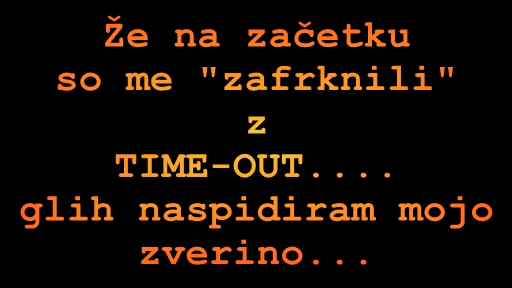 Že na začetku
so me "zafrknili"
z
TIME-OUT....
glih naspidiram mojo
zverino...